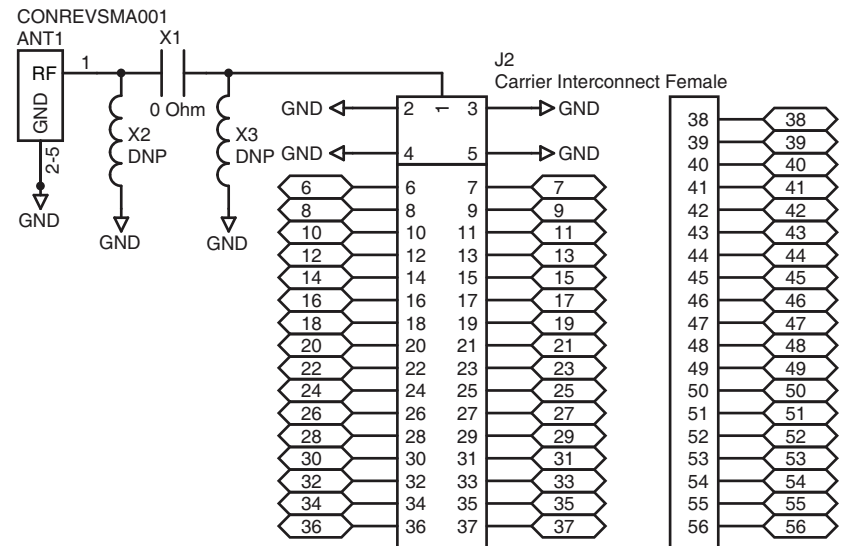 CONREVSMA001
ANT1
X1
RF
1
GND
2-5
GND
0 Ohm
X2
DNP
GND
X3
DNP
GND
J2
Carrier Interconnect Female
GND 2 1 3 GND
GND 4 5 GND
6 6 7 7
8 8 9 9
10 10 11 11
12 12 13 13
14 14 15 15
16 16 17 17
18 18 19 19
20 20 21 21
22 22 23 23
24 24 25 25
26 26 27 27
28 28 29 29
30 30 31 31
32 32 33 33
34 34 35 35
36 36 37 37
38 38
39 39
40 40
41 41
42 42
43 43
44 44
45 45
46 46
47 47
48 48
49 49
50 50
51 51
52 52
53 53
54 54
55 55
56 56